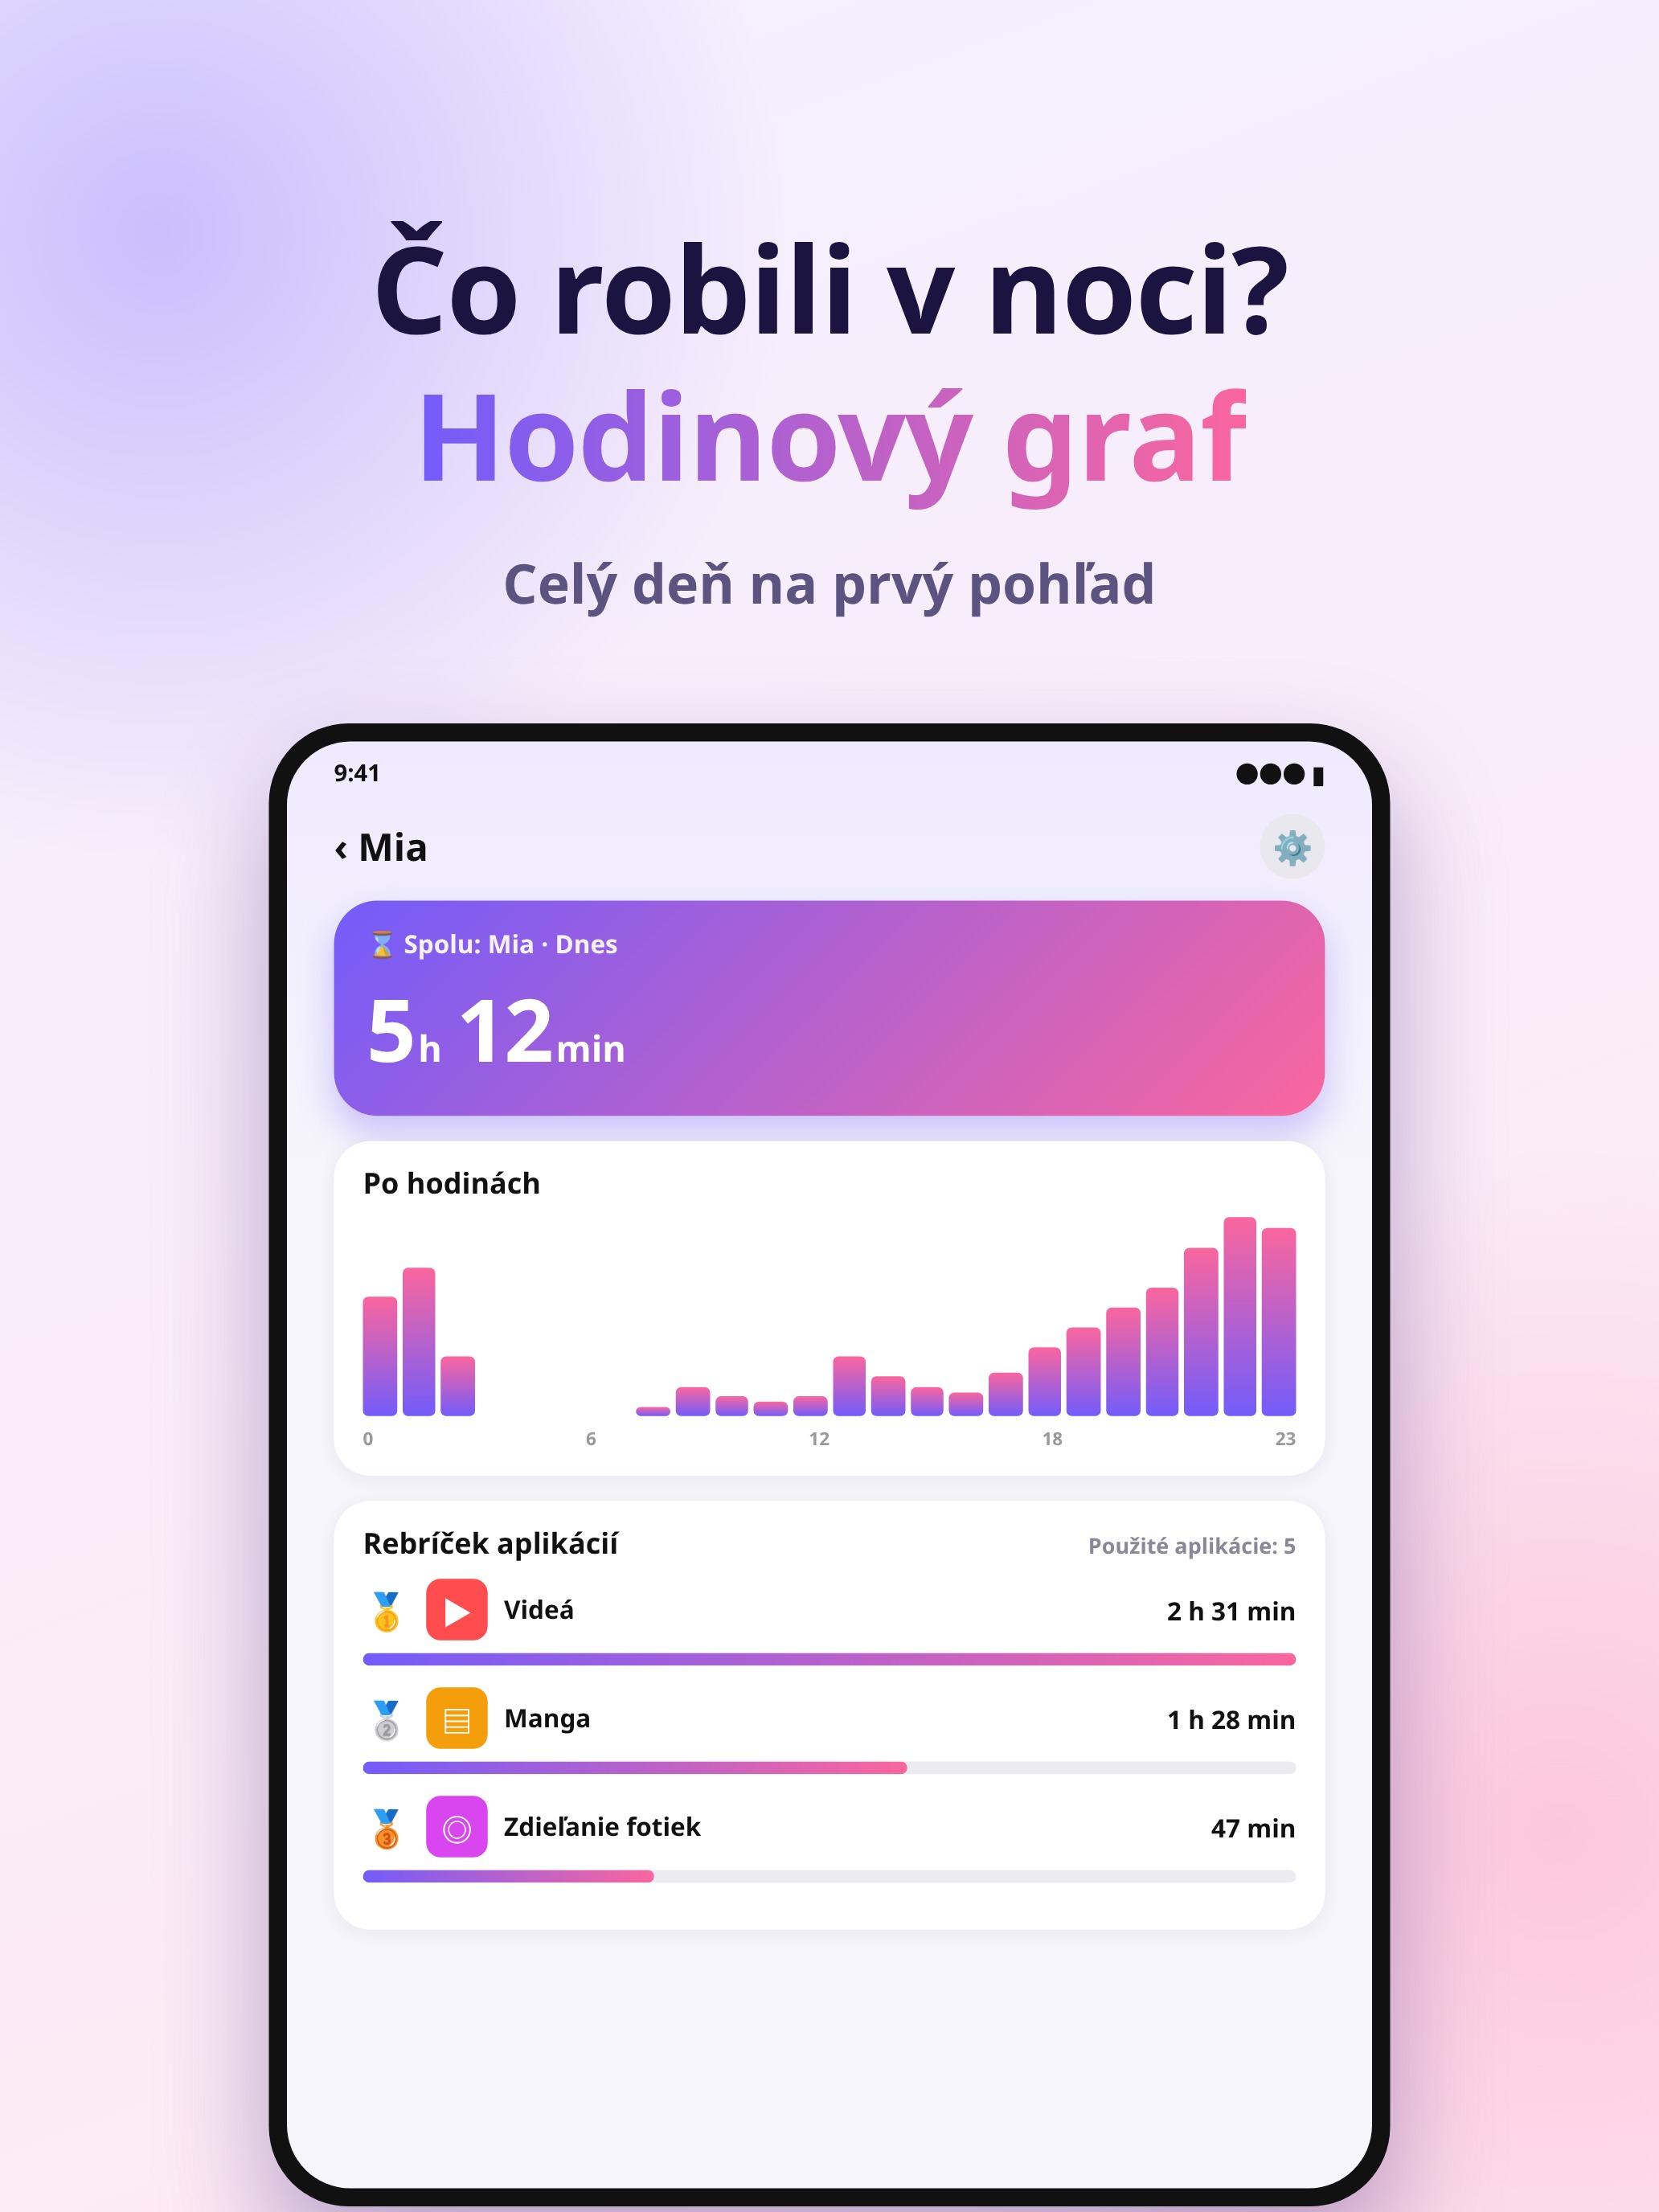 Čo robili v noci?
Hodinový graf
Celý deň na prvý pohľad
9:41
‹ Mia
⌛ Spolu: Mia · Dnes
5h 12min
Po hodinách
0 6 12 18 23
Rebríček aplikácií Použité aplikácie: 5
Videá 2 h 31 min
Manga 1 h 28 min
Zdieľanie fotiek 47 min